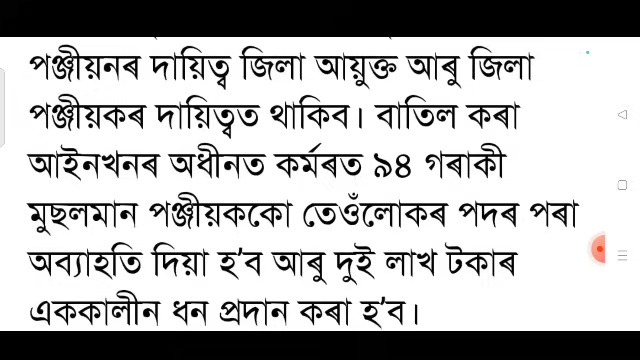 পঞ্জীয়নৰ দায়িত্ব জিলা আয়ুক্ত আৰু জিলা
পঞ্জীয়কৰ দায়িত্বত থাকিব। বাতিল কৰা
আইনখনৰ অধীনত কৰ্মৰত ৯৪ গৰাকী
মুছলমান পঞ্জীয়ককো তেওঁলোকৰ পদৰ পৰা
অব্যাহতি দিয়া হ'ব আৰু দুই লাখ টকাৰ
এককালীন ধন প্ৰদান কৰা হ'ব।